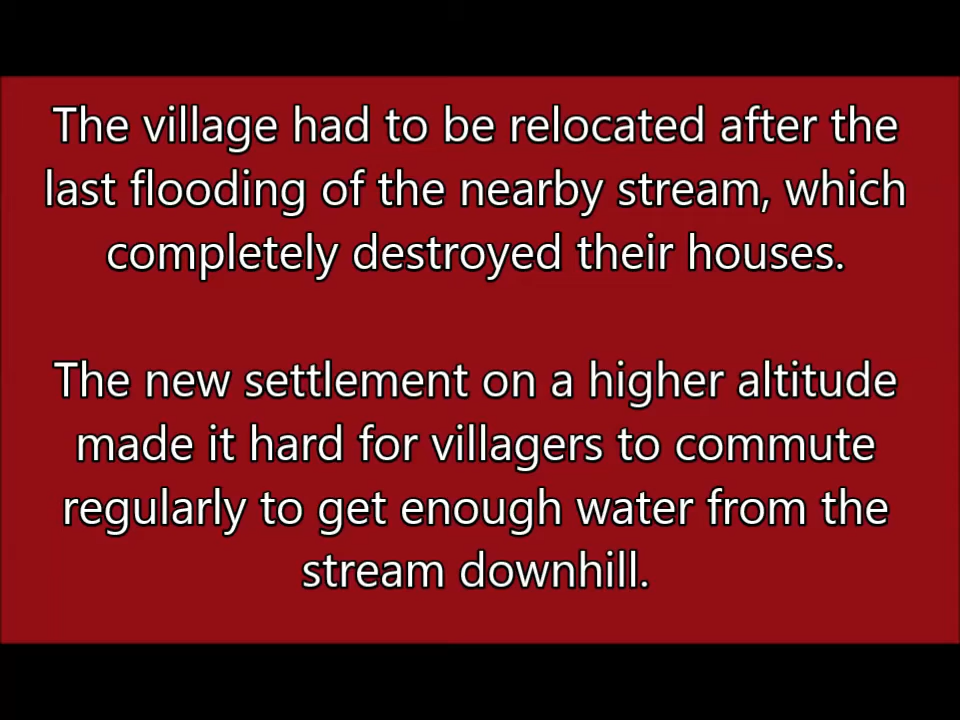 The village had to be relocated after the
last flooding of the nearby stream, which
completely destroyed their houses.
The new settlement on a higher altitude
made it hard for villagers to commute
regularly to get enough water from the
stream downhill.